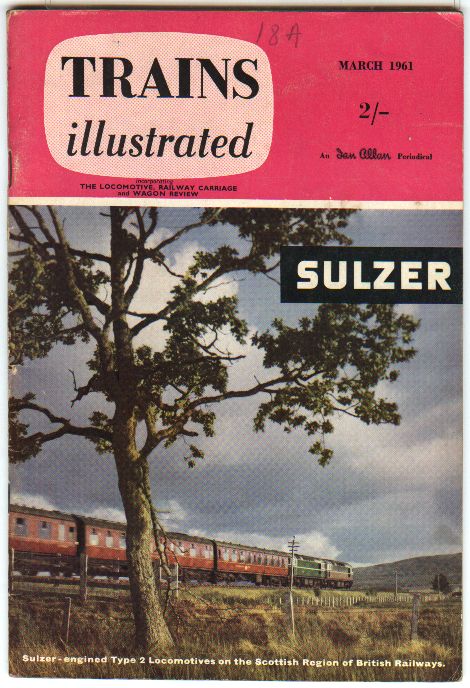 18A
TRAINS
illustrated
MARCH 1961
2/-
An Ian Allan Periodical
incorporating
THE LOCOMOTIVE, RAILWAY CARRIAGE
and WAGON REVIEW
SULZER
Sulzer-engined Type 2 Locomotives on the Scottish Region of British Railways.